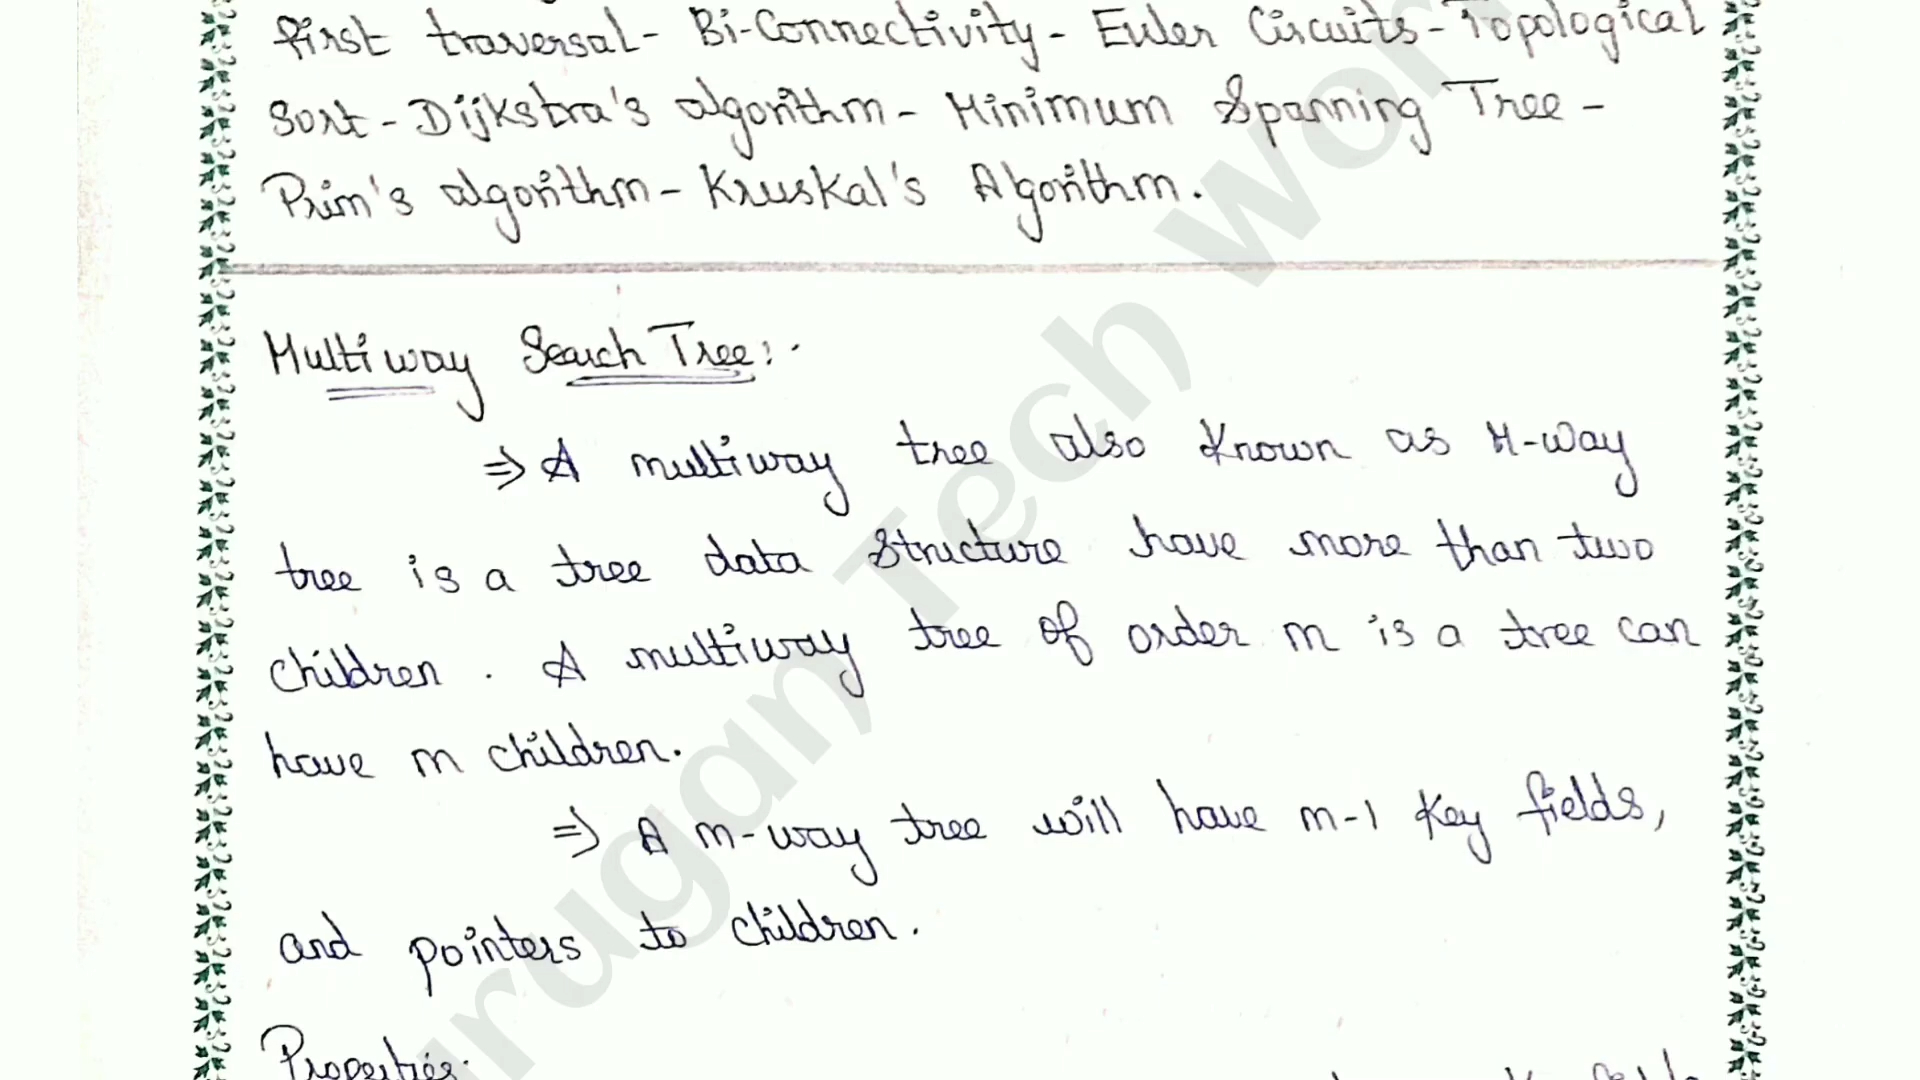 first traversal- Bi-Connectivity- Euler Circuits- Topological
Sort- Dijkstra's algorithm- Minimum Spanning Tree-
Prim's algorithm- Kruskal's Algorithm.
Multiway Search Tree:-
⇒ A multiway tree also known as M-way
tree is a tree data structure have more than two
children. A multiway tree of order m is a tree can
have m children.
⇒ A m-way tree will have m-1 key fields,
and pointers to children.
Properties: